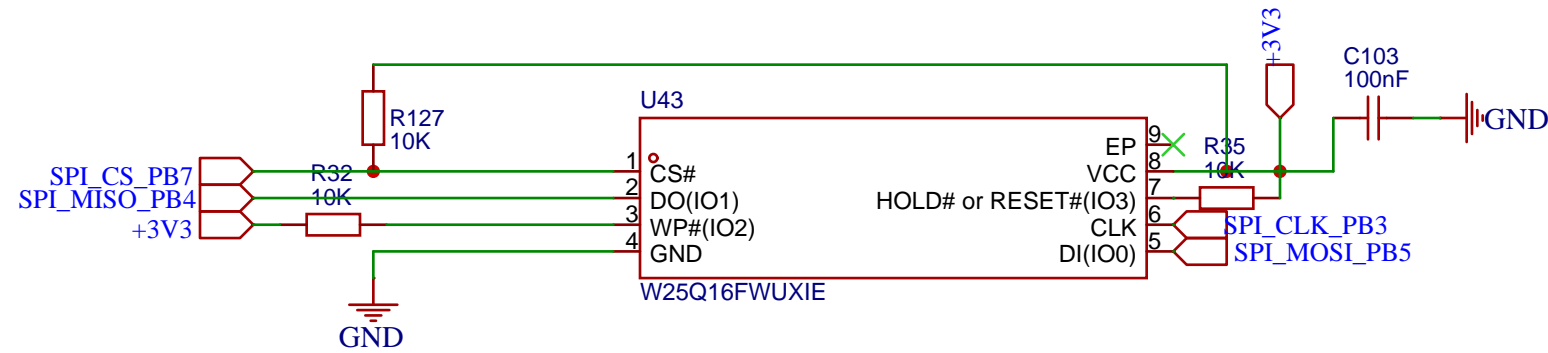 +3V3
C103
100nF
GND
U43
R127
10K
EP
9
R35
10K
SPI_CS_PB7
R32
10K
1
CS#
VCC
8
SPI_MISO_PB4
2
DO(IO1)
HOLD# or RESET#(IO3)
7
+3V3
3
WP#(IO2)
CLK
6
SPI_CLK_PB3
4
GND
DI(IO0)
5
SPI_MOSI_PB5
W25Q16FWUXIE
GND